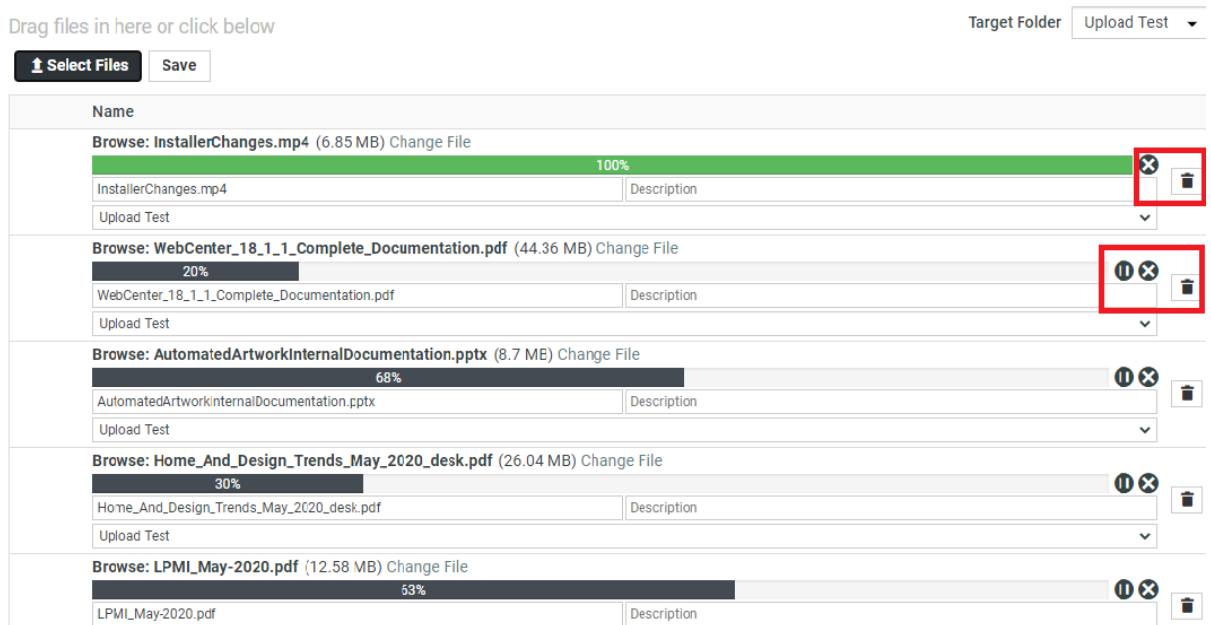 Drag files in here or click below
Target Folder Upload Test
Select Files Save
Name
Browse: InstallerChanges.mp4 (6.85 MB) Change File
100%
InstallerChanges.mp4 Description
Upload Test
Browse: WebCenter_18_1_1_Complete_Documentation.pdf (44.36 MB) Change File
20%
WebCenter_18_1_1_Complete_Documentation.pdf Description
Upload Test
Browse: AutomatedArtworkInternalDocumentation.pptx (8.7 MB) Change File
68%
AutomatedArtworkInternalDocumentation.pptx Description
Upload Test
Browse: Home_And_Design_Trends_May_2020_desk.pdf (26.04 MB) Change File
30%
Home_And_Design_Trends_May_2020_desk.pdf Description
Upload Test
Browse: LPMI_May-2020.pdf (12.58 MB) Change File
63%
LPMI_May-2020.pdf Description